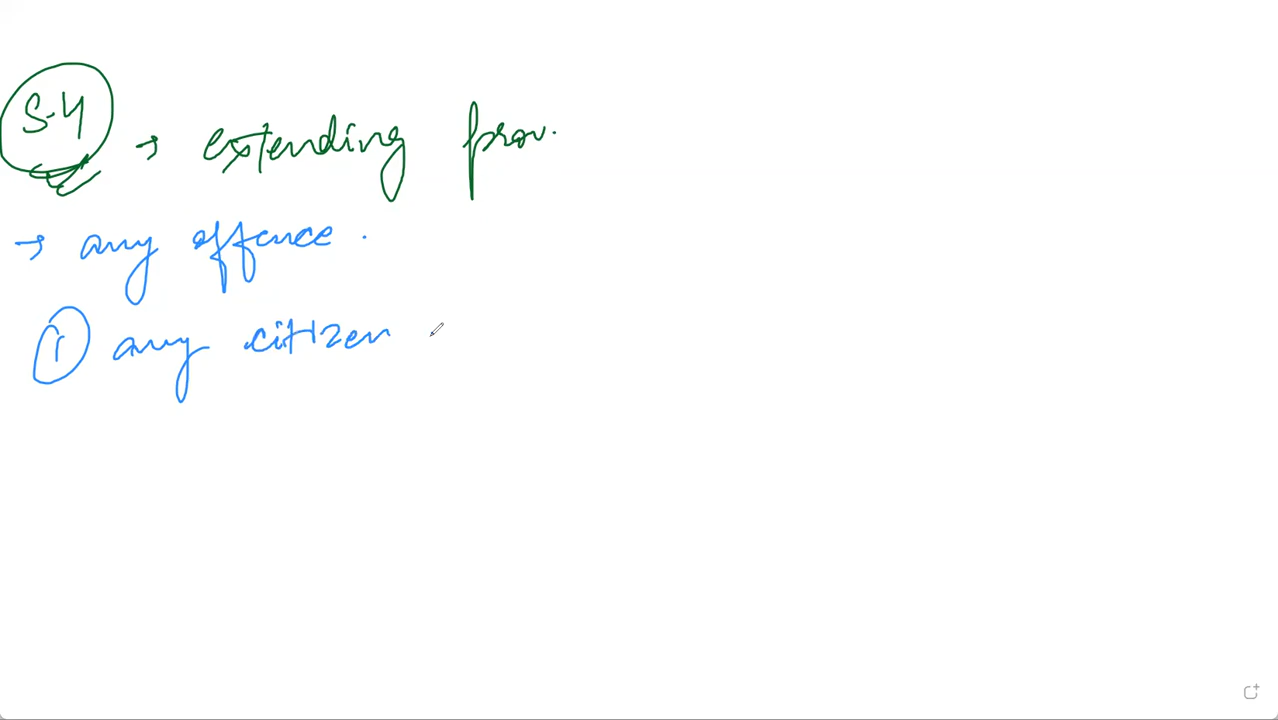 S-4 → extending prov.
→ any offence.
① any citizen